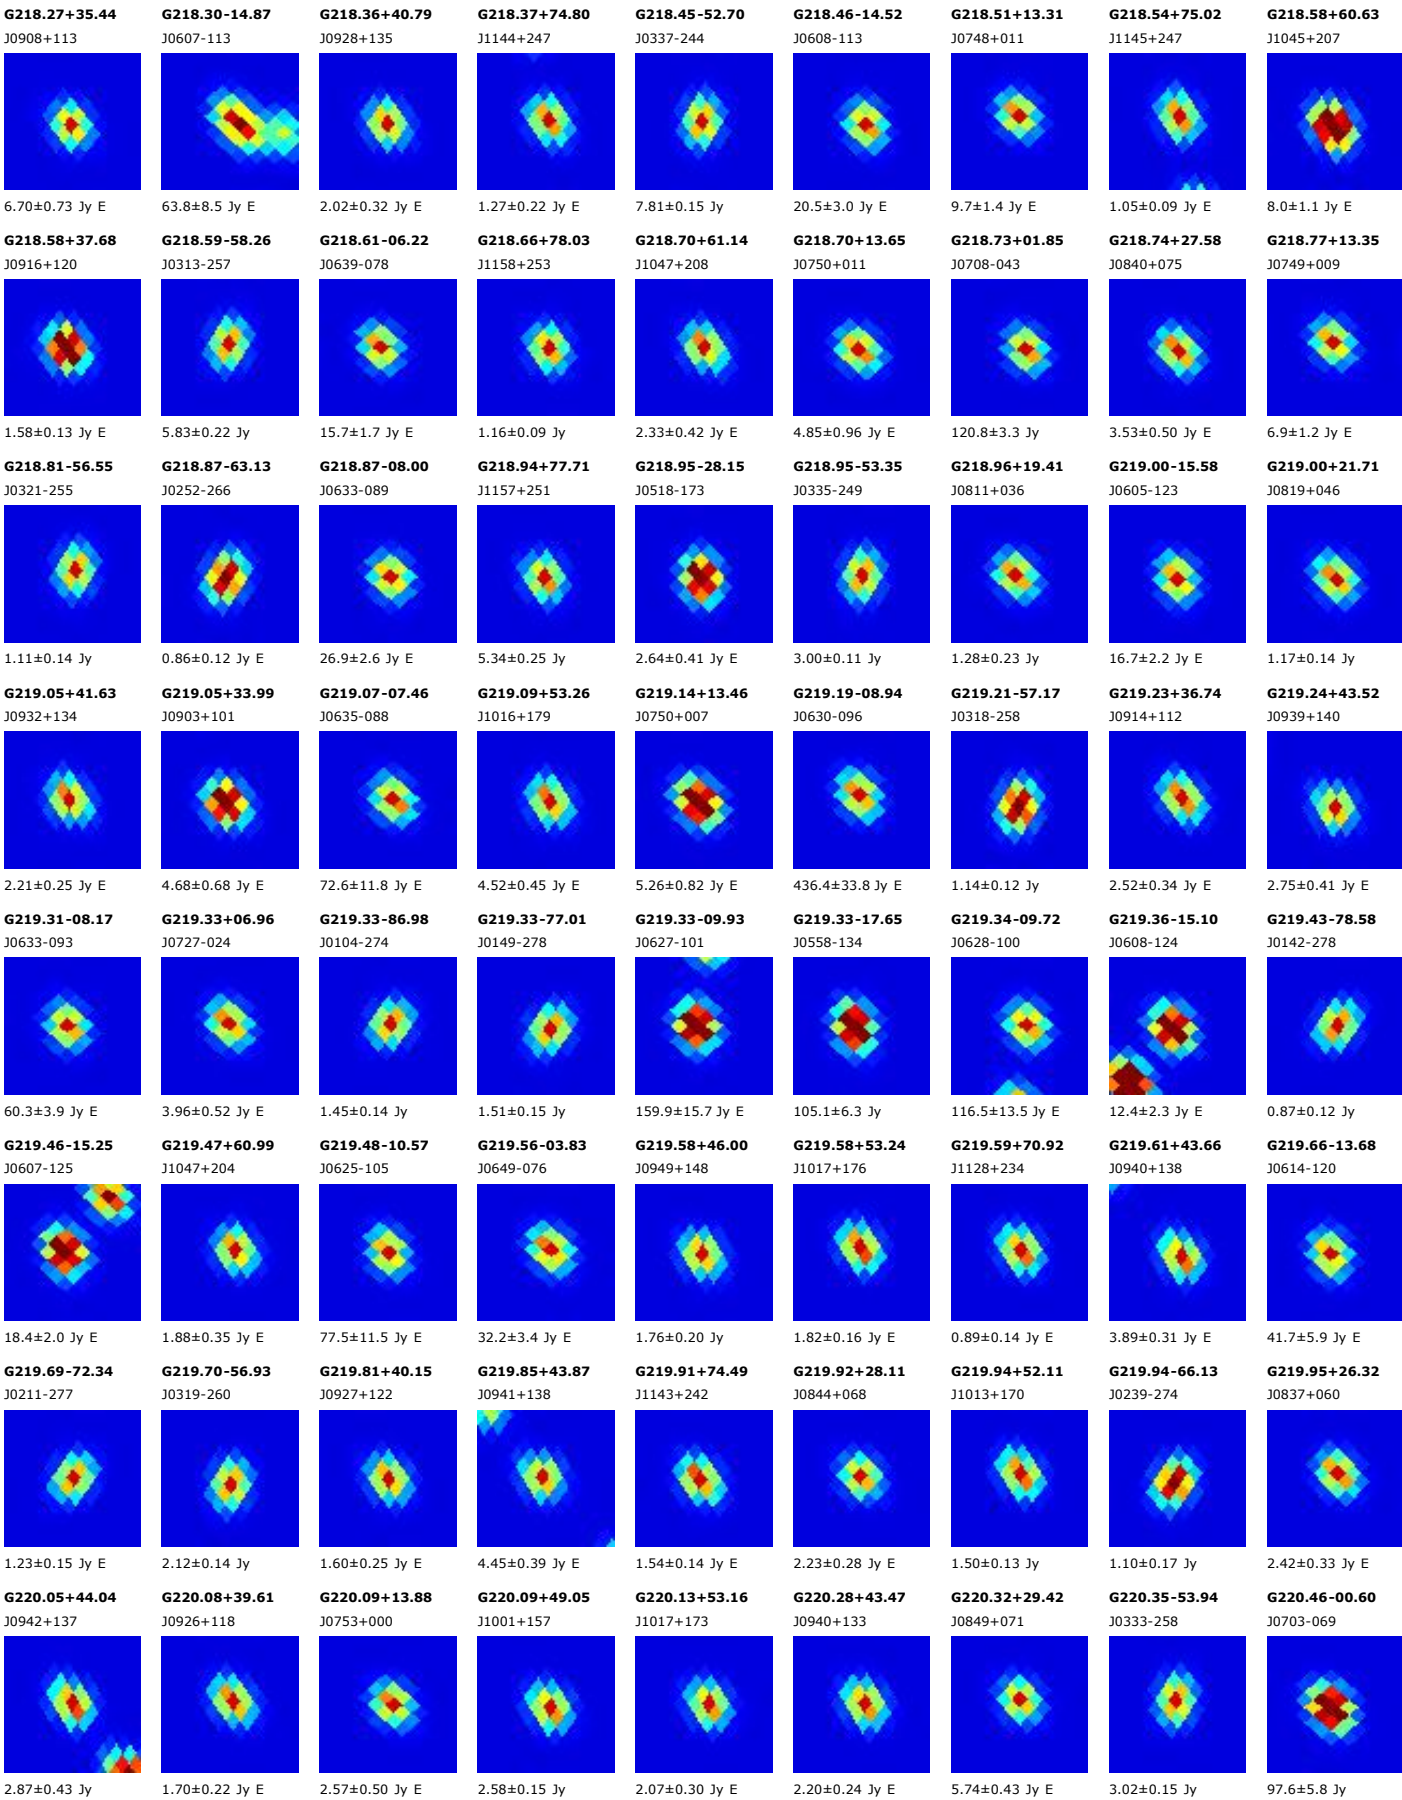 G218.27+35.44 G218.30-14.87 G218.36+40.79 G218.37+74.80 G218.45-52.70 G218.46-14.52 G218.51+13.31 G218.54+75.02 G218.58+60.63
J0908+113 J0607-113 J0928+135 J1144+247 J0337-244 J0608-113 J0748+011 J1145+247 J1045+207
6.70±0.73 Jy E 63.8±8.5 Jy E 2.02±0.32 Jy E 1.27±0.22 Jy E 7.81±0.15 Jy 20.5±3.0 Jy E 9.7±1.4 Jy E 1.05±0.09 Jy E 8.0±1.1 Jy E
G218.58+37.68 G218.59-58.26 G218.61-06.22 G218.66+78.03 G218.70+61.14 G218.70+13.65 G218.73+01.85 G218.74+27.58 G218.77+13.35
J0916+120 J0313-257 J0639-078 J1158+253 J1047+208 J0750+011 J0708-043 J0840+075 J0749+009
1.58±0.13 Jy E 5.83±0.22 Jy 15.7±1.7 Jy E 1.16±0.09 Jy 2.33±0.42 Jy E 4.85±0.96 Jy E 120.8±3.3 Jy 3.53±0.50 Jy E 6.9±1.2 Jy E
G218.81-56.55 G218.87-63.13 G218.87-08.00 G218.94+77.71 G218.95-28.15 G218.95-53.35 G218.96+19.41 G219.00-15.58 G219.00+21.71
J0321-255 J0252-266 J0633-089 J1157+251 J0518-173 J0335-249 J0811+036 J0605-123 J0819+046
1.11±0.14 Jy 0.86±0.12 Jy E 26.9±2.6 Jy E 5.34±0.25 Jy 2.64±0.41 Jy E 3.00±0.11 Jy 1.28±0.23 Jy 16.7±2.2 Jy E 1.17±0.14 Jy
G219.05+41.63 G219.05+33.99 G219.07-07.46 G219.09+53.26 G219.14+13.46 G219.19-08.94 G219.21-57.17 G219.23+36.74 G219.24+43.52
J0932+134 J0903+101 J0635-088 J1016+179 J0750+007 J0630-096 J0318-258 J0914+112 J0939+140
2.21±0.25 Jy E 4.68±0.68 Jy E 72.6±11.8 Jy E 4.52±0.45 Jy E 5.26±0.82 Jy E 436.4±33.8 Jy E 1.14±0.12 Jy 2.52±0.34 Jy E 2.75±0.41 Jy E
G219.31-08.17 G219.33+06.96 G219.33-86.98 G219.33-77.01 G219.33-09.93 G219.33-17.65 G219.34-09.72 G219.36-15.10 G219.43-78.58
J0633-093 J0727-024 J0104-274 J0149-278 J0627-101 J0558-134 J0628-100 J0608-124 J0142-278
60.3±3.9 Jy E 3.96±0.52 Jy E 1.45±0.14 Jy 1.51±0.15 Jy 159.9±15.7 Jy E 105.1±6.3 Jy 116.5±13.5 Jy E 12.4±2.3 Jy E 0.87±0.12 Jy
G219.46-15.25 G219.47+60.99 G219.48-10.57 G219.56-03.83 G219.58+46.00 G219.58+53.24 G219.59+70.92 G219.61+43.66 G219.66-13.68
J0607-125 J1047+204 J0625-105 J0649-076 J0949+148 J1017+176 J1128+234 J0940+138 J0614-120
18.4±2.0 Jy E 1.88±0.35 Jy E 77.5±11.5 Jy E 32.2±3.4 Jy E 1.76±0.20 Jy 1.82±0.16 Jy E 0.89±0.14 Jy E 3.89±0.31 Jy E 41.7±5.9 Jy E
G219.69-72.34 G219.70-56.93 G219.81+40.15 G219.85+43.87 G219.91+74.49 G219.92+28.11 G219.94+52.11 G219.94-66.13 G219.95+26.32
J0211-277 J0319-260 J0927+122 J0941+138 J1143+242 J0844+068 J1013+170 J0239-274 J0837+060
1.23±0.15 Jy E 2.12±0.14 Jy 1.60±0.25 Jy E 4.45±0.39 Jy E 1.54±0.14 Jy E 2.23±0.28 Jy E 1.50±0.13 Jy 1.10±0.17 Jy 2.42±0.33 Jy E
G220.05+44.04 G220.08+39.61 G220.09+13.88 G220.09+49.05 G220.13+53.16 G220.28+43.47 G220.32+29.42 G220.35-53.94 G220.46-00.60
J0942+137 J0926+118 J0753+000 J1001+157 J1017+173 J0940+133 J0849+071 J0333-258 J0703-069
2.87±0.43 Jy 1.70±0.22 Jy E 2.57±0.50 Jy E 2.58±0.15 Jy 2.07±0.30 Jy E 2.20±0.24 Jy E 5.74±0.43 Jy E 3.02±0.15 Jy 97.6±5.8 Jy